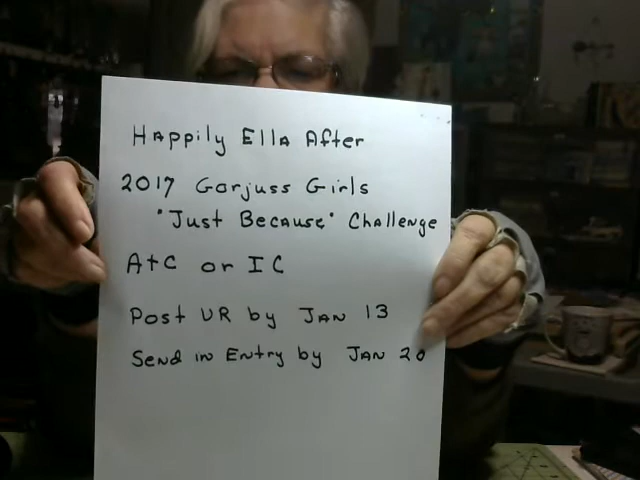 Happily Ella After
2017 Gorjuss Girls
"Just Because" Challenge
AtC or IC
Post VR by JAN 13
Send in Entry by JAN 20